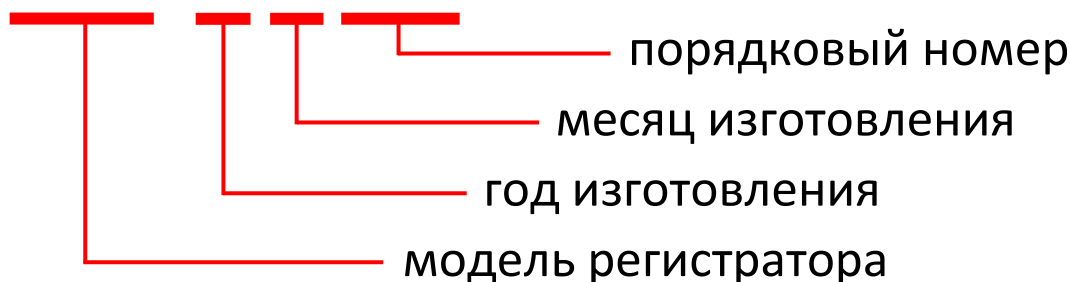 порядковый номер
месяц изготовления
год изготовления
модель регистратора